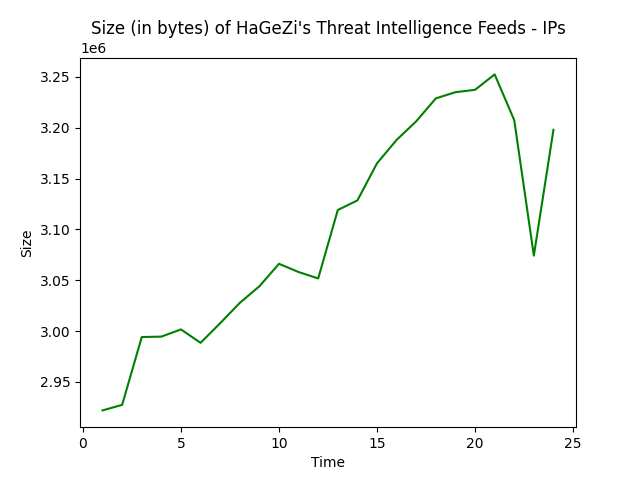 Size (in bytes) of HaGeZi's Threat Intelligence Feeds - IPs
1e6
3.25
3.20
3.15
3.10
3.05
3.00
2.95
Size
0 5 10 15 20 25
Time